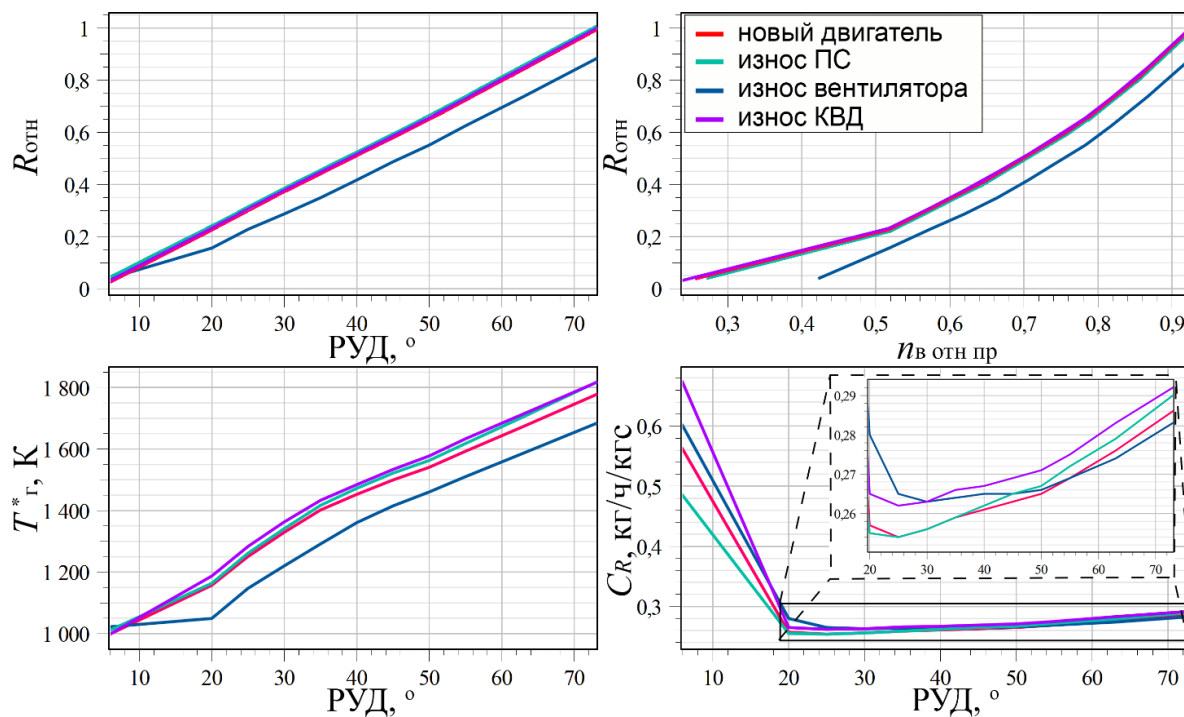 1
0,8
0,6
0,4
0,2
0
Rотн
10 20 30 40 50 60 70
РУД, °
1
0,8
0,6
0,4
0,2
0
Rотн
новый двигатель
износ ПС
износ вентилятора
износ КВД
0,3 0,4 0,5 0,6 0,7 0,8 0,9
nв отн пр
1 800
1 600
1 400
1 200
1 000
T*г, К
10 20 30 40 50 60 70
РУД, °
0,6
0,5
0,4
0,3
CR, кг/ч/кгс
0,29
0,28
0,27
0,26
20 30 40 50 60 70
10 20 30 40 50 60 70
РУД, °